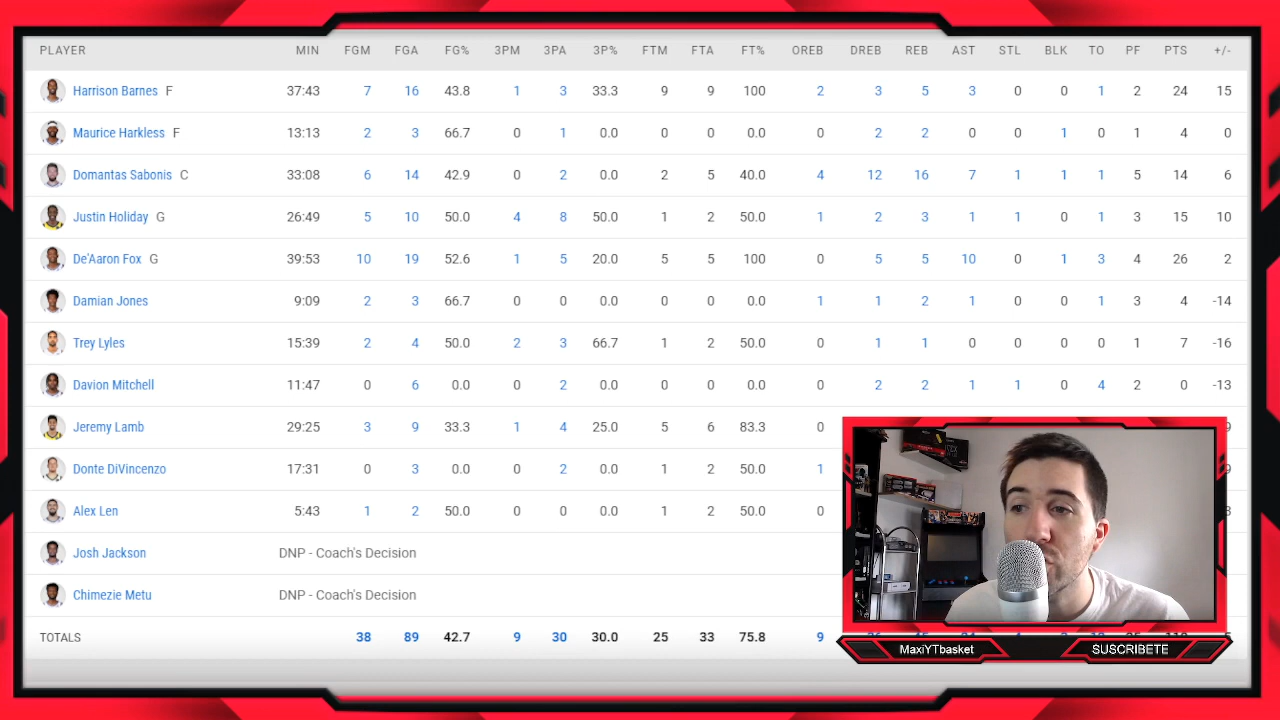 PLAYER MIN FGM FGA FG% 3PM 3PA 3P% FTM FTA FT% OREB DREB REB AST STL BLK TO PF PTS +/-
Harrison Barnes F 37:43 7 16 43.8 1 3 33.3 9 9 100 2 3 5 3 0 0 1 2 24 15
Maurice Harkless F 13:13 2 3 66.7 0 1 0.0 0 0 0.0 0 2 2 0 0 1 0 1 4 0
Domantas Sabonis C 33:08 6 14 42.9 0 2 0.0 2 5 40.0 4 12 16 7 1 1 1 5 14 6
Justin Holiday G 26:49 5 10 50.0 4 8 50.0 1 2 50.0 1 2 3 1 1 0 1 3 15 10
De'Aaron Fox G 39:53 10 19 52.6 1 5 20.0 5 5 100 0 5 5 10 0 1 3 4 26 2
Damian Jones 9:09 2 3 66.7 0 0 0.0 0 0 0.0 1 1 2 1 0 0 1 3 4 -14
Trey Lyles 15:39 2 4 50.0 2 3 66.7 1 2 50.0 0 1 1 0 0 0 0 1 7 -16
Davion Mitchell 11:47 0 6 0.0 0 2 0.0 0 0 0.0 0 2 2 1 1 0 4 2 0 -13
Jeremy Lamb 29:25 3 9 33.3 1 4 25.0 5 6 83.3 0
Donte DiVincenzo 17:31 0 3 0.0 0 2 0.0 1 2 50.0 1
Alex Len 5:43 1 2 50.0 0 0 0.0 1 2 50.0 0
Josh Jackson DNP - Coach's Decision
Chimezie Metu DNP - Coach's Decision
TOTALS 38 89 42.7 9 30 30.0 25 33 75.8 9
MaxiYTbasket SUSCRIBETE